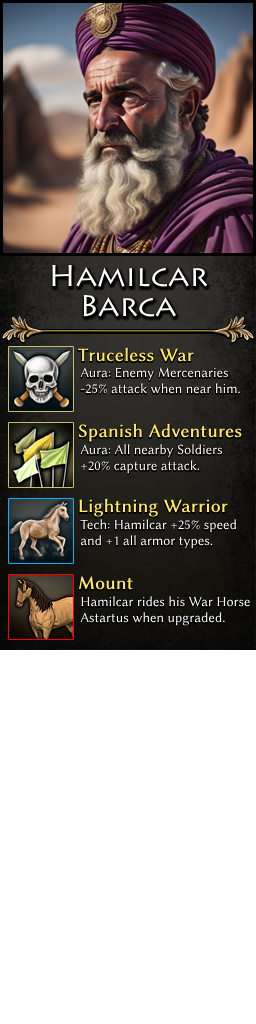 Hamilcar
Barca
Truceless War
Aura: Enemy Mercenaries
-25% attack when near him.
Spanish Adventures
Aura: All nearby Soldiers
+20% capture attack.
Lightning Warrior
Tech: Hamilcar +25% speed
and +1 all armor types.
Mount
Hamilcar rides his War Horse
Astartus when upgraded.